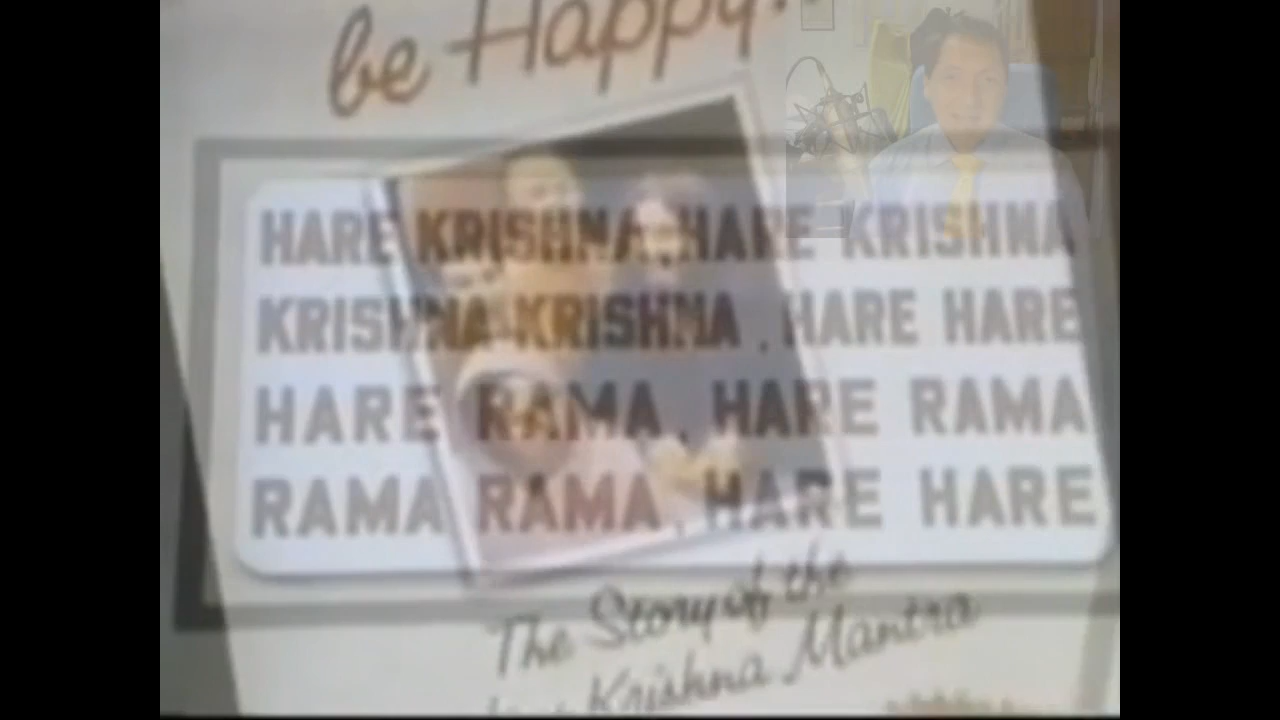 be Happy!
HARE KRISHNA, HARE KRISHNA
KRISHNA KRISHNA, HARE HARE
HARE RAMA, HARE RAMA
RAMA RAMA, HARE HARE
The Story of the
Krishna Mantra